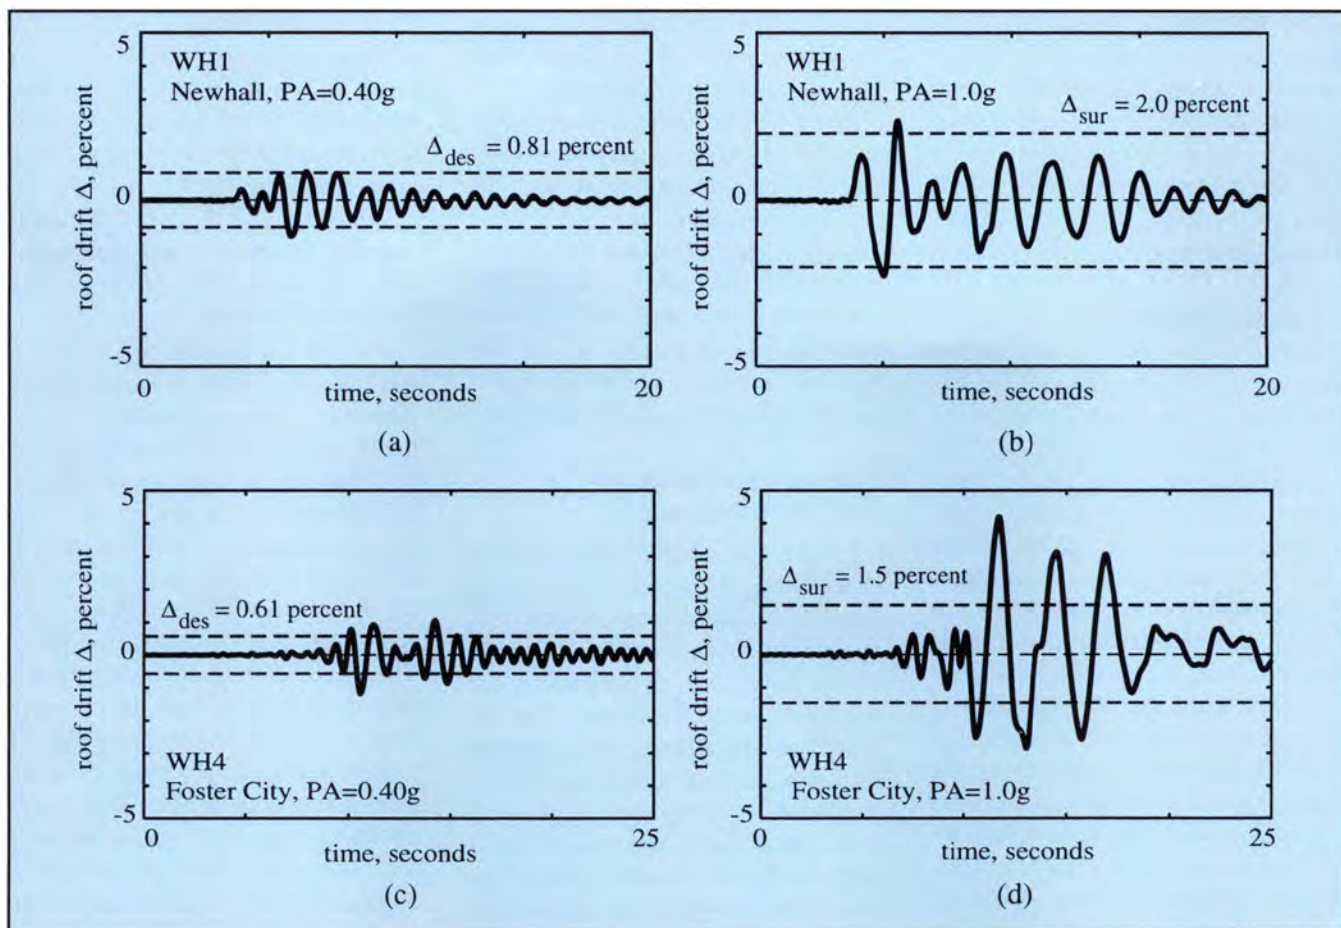 5
WH1
Newhall, PA=0.40g
Δdes = 0.81 percent
0
-5
roof drift Δ, percent
0
20
time, seconds
(a)
5
WH1
Newhall, PA=1.0g
Δsur = 2.0 percent
0
-5
roof drift Δ, percent
0
20
time, seconds
(b)
5
Δdes = 0.61 percent
0
WH4
Foster City, PA=0.40g
-5
roof drift Δ, percent
0
25
time, seconds
(c)
5
Δsur = 1.5 percent
0
WH4
Foster City, PA=1.0g
-5
roof drift Δ, percent
0
25
time, seconds
(d)